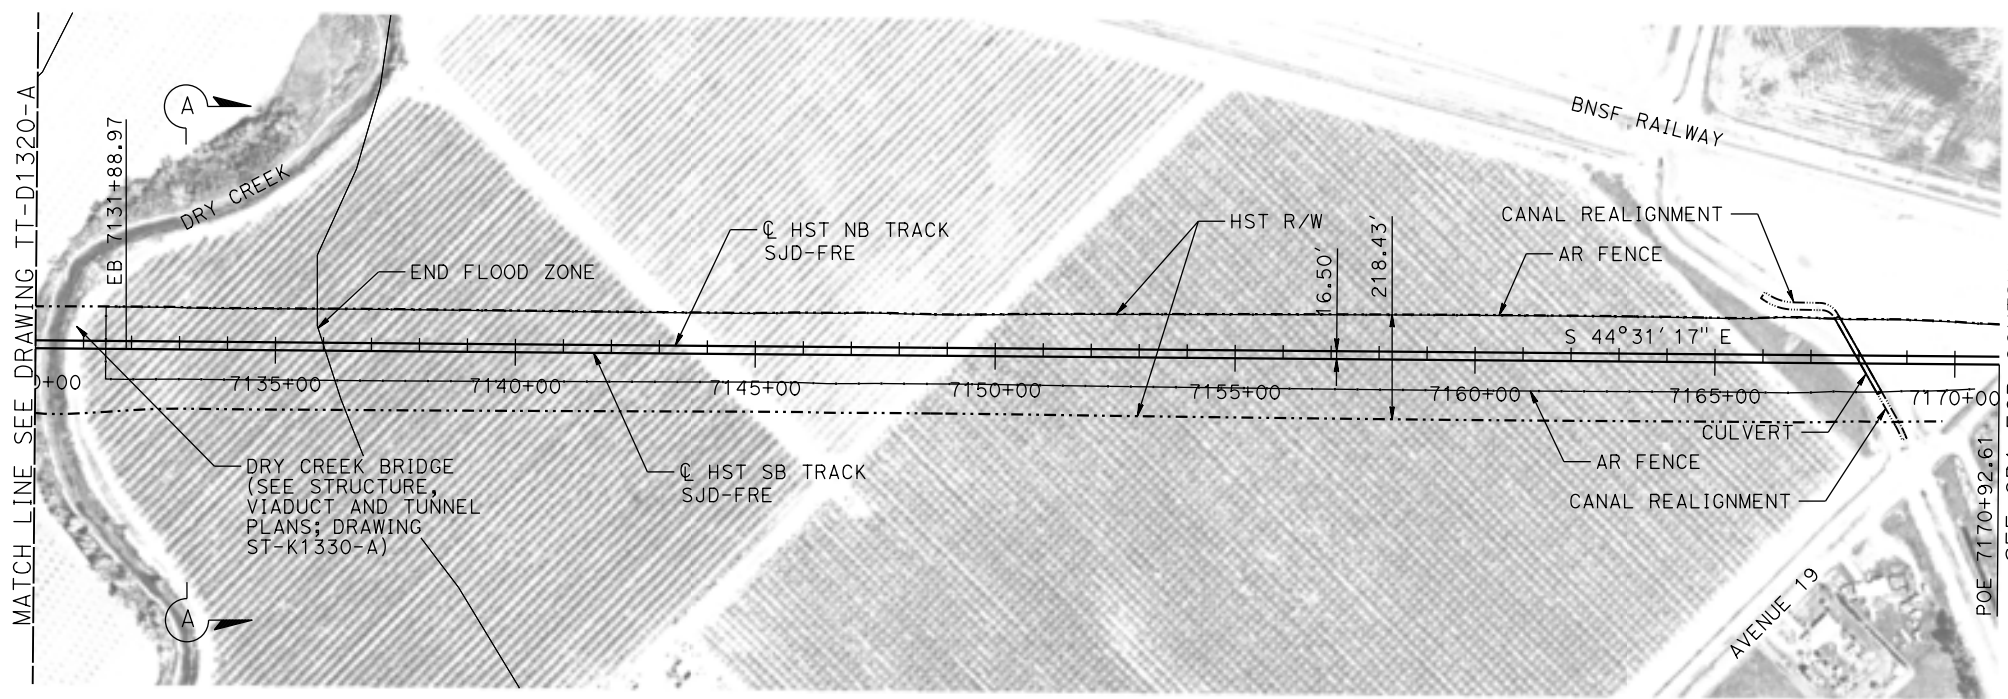 MATCH LINE SEE DRAWING TT-D1320-A
A
EB 7131+88.97
DRY CREEK
END FLOOD ZONE
℄ HST NB TRACK
SJD-FRE
HST R/W
16.50'
218.43'
BNSF RAILWAY
CANAL REALIGNMENT
AR FENCE
S 44°31'17" E
0+00
7135+00
7140+00
7145+00
7150+00
7155+00
7160+00
7165+00
7170+00
DRY CREEK BRIDGE
(SEE STRUCTURE,
VIADUCT AND TUNNEL
PLANS; DRAWING
ST-K1330-A)
℄ HST SB TRACK
SJD-FRE
CULVERT
AR FENCE
CANAL REALIGNMENT
A
AVENUE 19
POE 7170+92.61